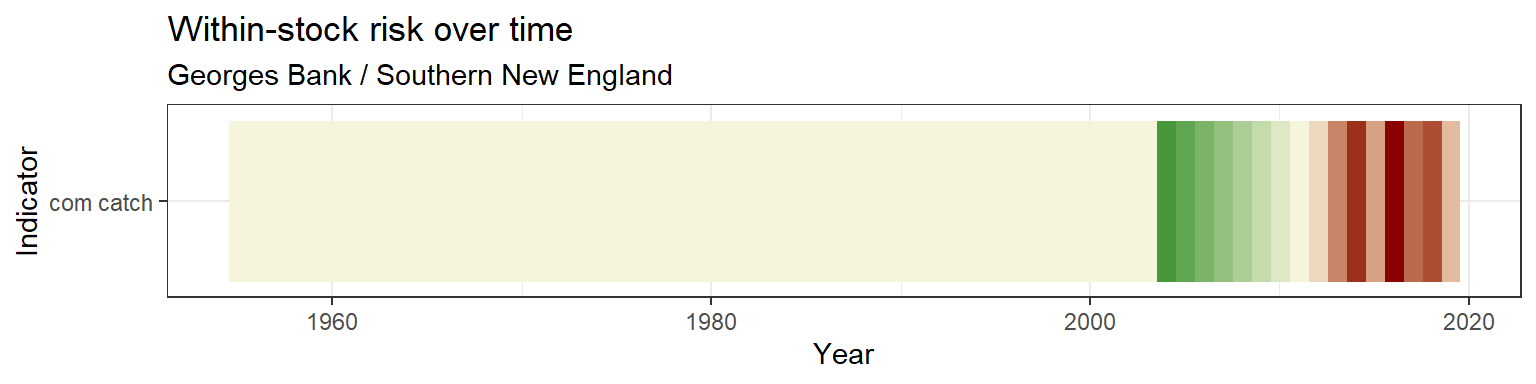 Within-stock risk over time
Georges Bank / Southern New England
Indicator
com catch
1960 1980 2000 2020
Year